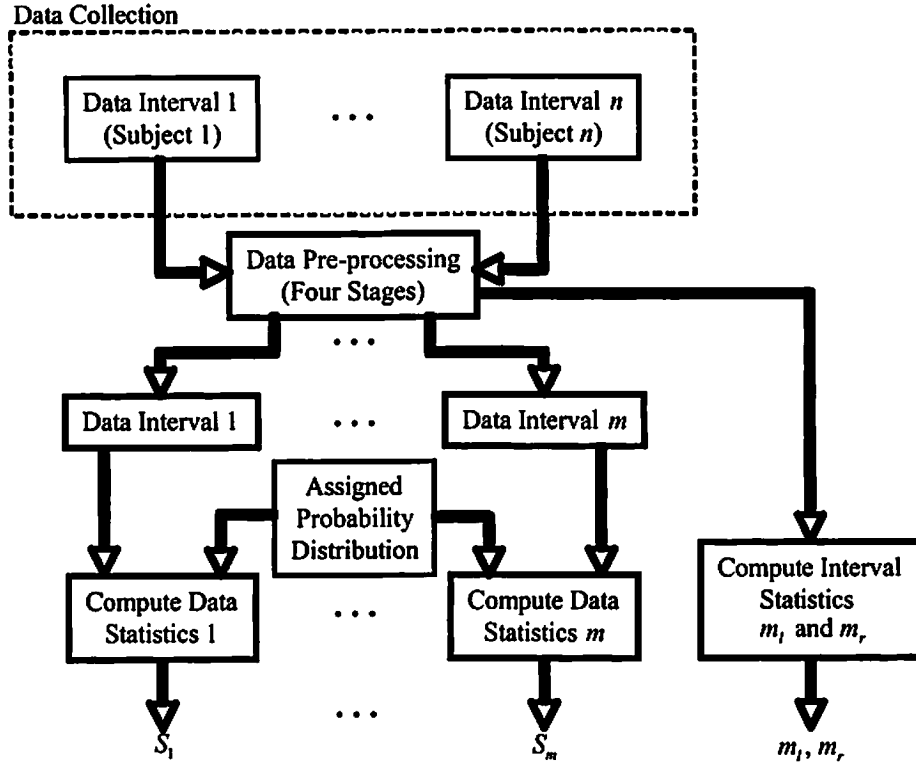 Data Collection
Data Interval 1
(Subject 1)
. . .
Data Interval n
(Subject n)
Data Pre-processing
(Four Stages)
. . .
Data Interval 1
. . .
Data Interval m
Assigned
Probability
Distribution
Compute Data
Statistics 1
. . .
Compute Data
Statistics m
Compute Interval
Statistics
m_l and m_r
S_1
. . .
S_m
m_l, m_r